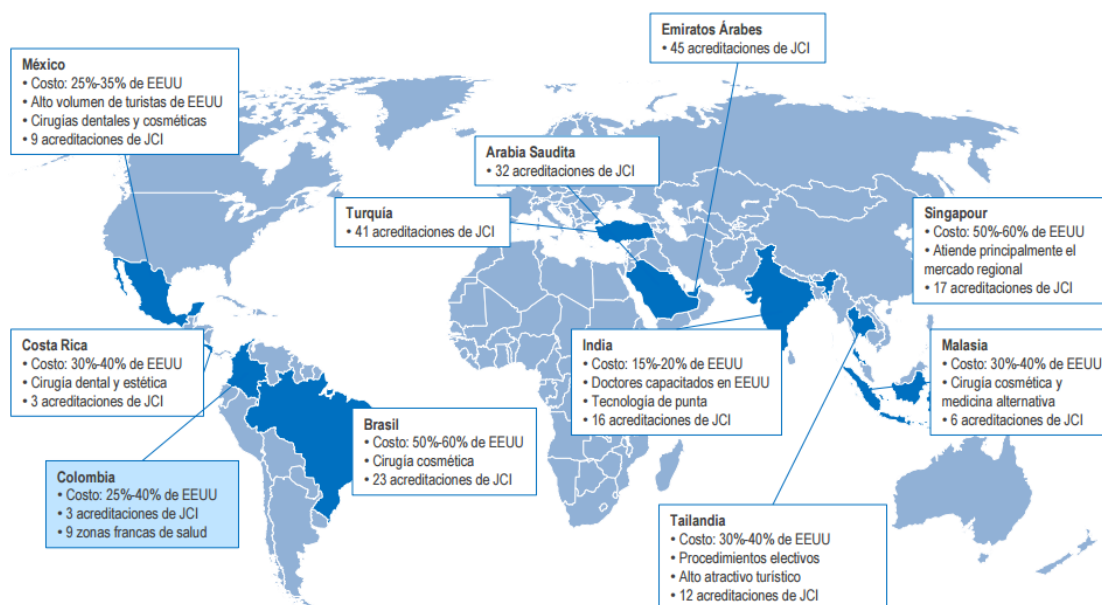 Emiratos Árabes
• 45 acreditaciones de JCI
México
• Costo: 25%-35% de EEUU
• Alto volumen de turistas de EEUU
• Cirugías dentales y cosméticas
• 9 acreditaciones de JCI
Arabia Saudita
• 32 acreditaciones de JCI
Turquía
• 41 acreditaciones de JCI
Singapour
• Costo: 50%-60% de EEUU
• Atiende principalmente el
mercado regional
• 17 acreditaciones de JCI
Costa Rica
• Costo: 30%-40% de EEUU
• Cirugía dental y estética
• 3 acreditaciones de JCI
India
• Costo: 15%-20% de EEUU
• Doctores capacitados en EEUU
• Tecnología de punta
• 16 acreditaciones de JCI
Malasia
• Costo: 30%-40% de EEUU
• Cirugía cosmética y
medicina alternativa
• 6 acreditaciones de JCI
Brasil
• Costo: 50%-60% de EEUU
• Cirugía cosmética
• 23 acreditaciones de JCI
Colombia
• Costo: 25%-40% de EEUU
• 3 acreditaciones de JCI
• 9 zonas francas de salud
Tailandia
• Costo: 30%-40% de EEUU
• Procedimientos electivos
• Alto atractivo turístico
• 12 acreditaciones de JCI